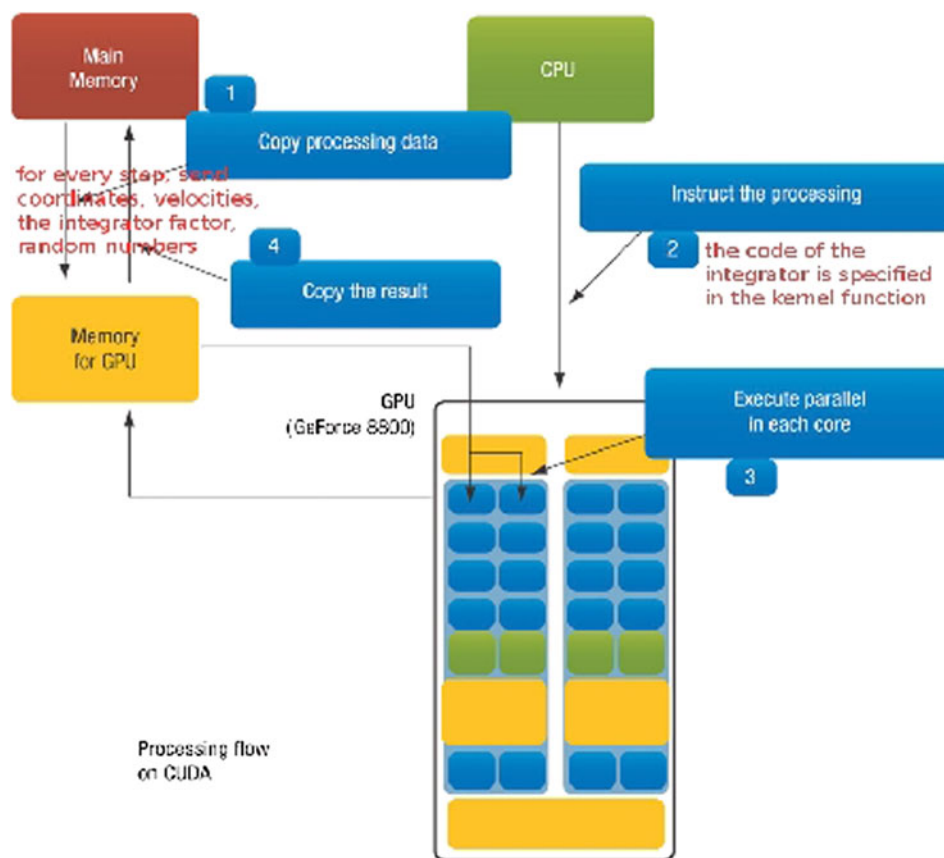 Main
Memory
CPU
1
Copy processing data
for every step, send
coordinates, velocities,
the integrator factor,
random numbers
Instruct the processing
2
the code of the
integrator is specified
in the kernel function
4
Copy the result
Memory
for GPU
GPU
(GeForce 8800)
Execute parallel
in each core
3
Processing flow
on CUDA